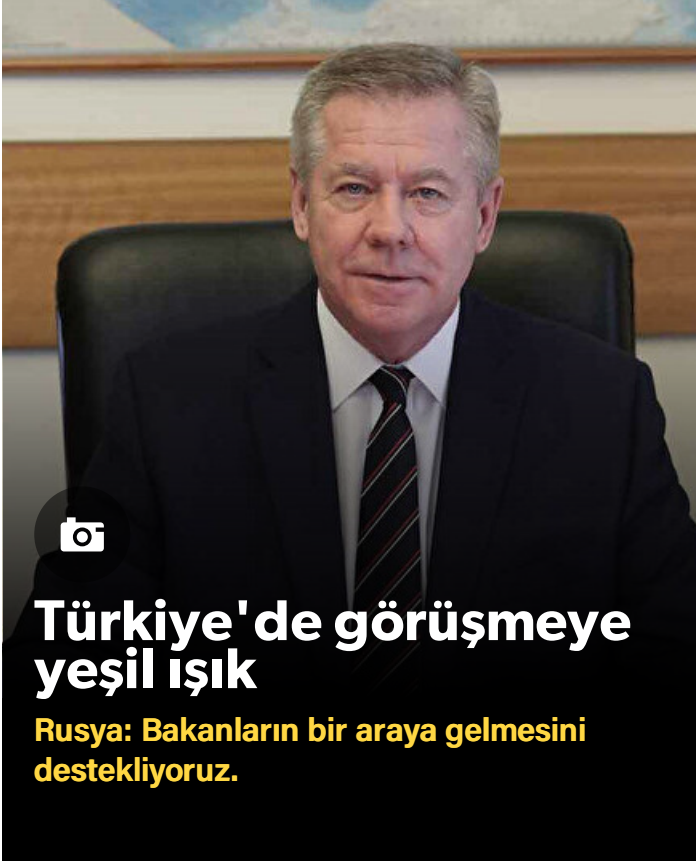 Türkiye'de görüşmeye
yeşil ışık
Rusya: Bakanların bir araya gelmesini
destekliyoruz.